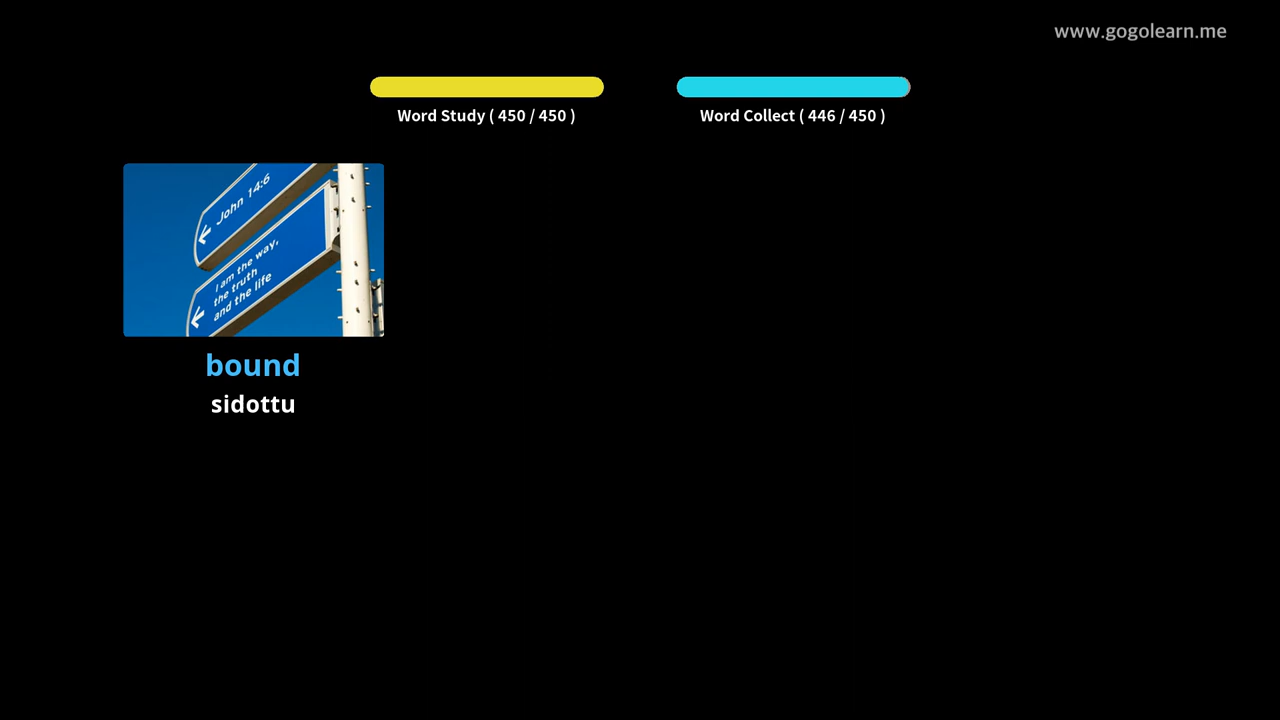 www.gogolearn.me
Word Study ( 450 / 450 )
Word Collect ( 446 / 450 )
John 14:6
I am the way,
the truth
and the life
bound
sidottu